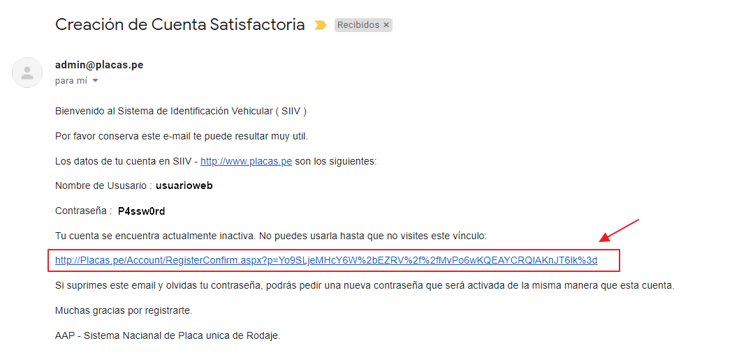 Creación de Cuenta Satisfactoria Recibidos ×
admin@placas.pe
para mí
Bienvenido al Sistema de Identificación Vehicular ( SIIV )
Por favor conserva este e-mail te puede resultar muy util.
Los datos de tu cuenta en SIIV - http://www.placas.pe son los siguientes:
Nombre de Ususario : usuarioweb
Contraseña : P4ssw0rd
Tu cuenta se encuentra actualmente inactiva. No puedes usarla hasta que no visites este vínculo:
http://Placas.pe/Account/RegisterConfirm.aspx?p=Yo9SLjeMHcY6W%2bEZRV%2f%2fMvPo6wKQEAYCRQIAKnJT6Ik%3d
Si suprimes este email y olvidas tu contraseña, podrás pedir una nueva contraseña que será activada de la misma manera que esta cuenta.
Muchas gracias por registrarte.
AAP - Sistema Nacianal de Placa unica de Rodaje.